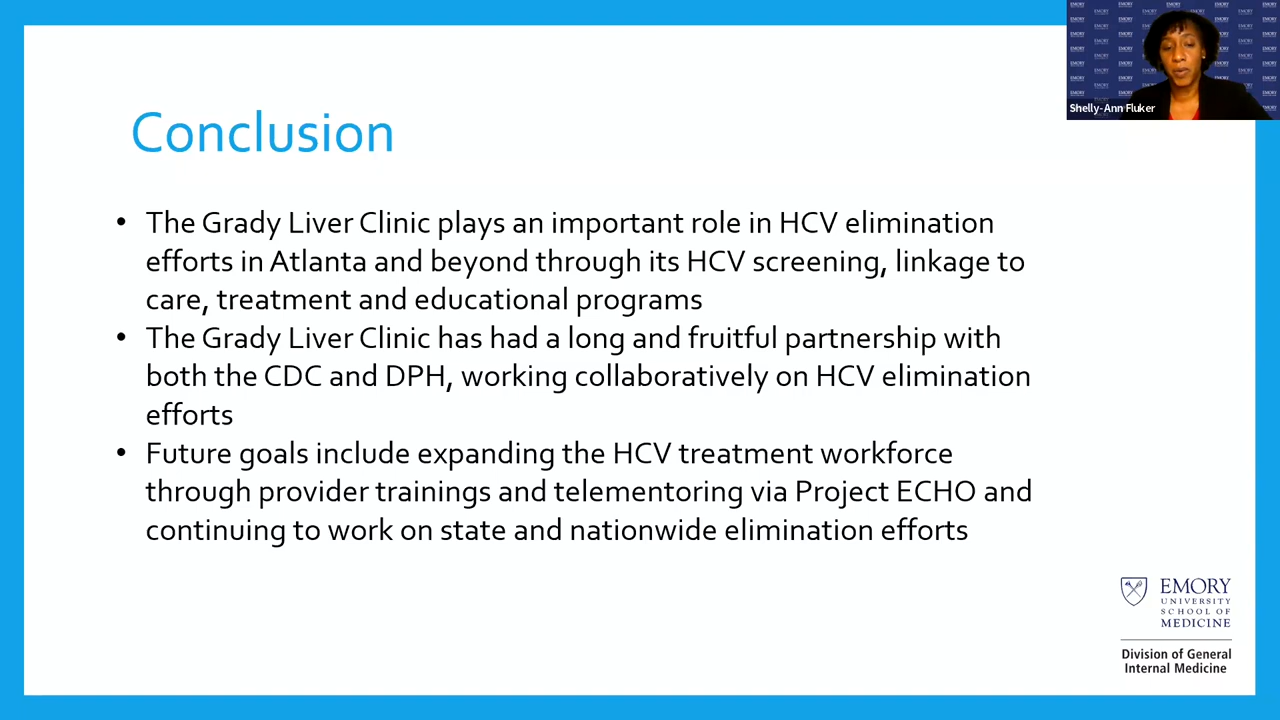 Shelly-Ann Fluker
Conclusion
• The Grady Liver Clinic plays an important role in HCV elimination
efforts in Atlanta and beyond through its HCV screening, linkage to
care, treatment and educational programs
• The Grady Liver Clinic has had a long and fruitful partnership with
both the CDC and DPH, working collaboratively on HCV elimination
efforts
• Future goals include expanding the HCV treatment workforce
through provider trainings and telementoring via Project ECHO and
continuing to work on state and nationwide elimination efforts
EMORY
UNIVERSITY
SCHOOL OF
MEDICINE
Division of General
Internal Medicine